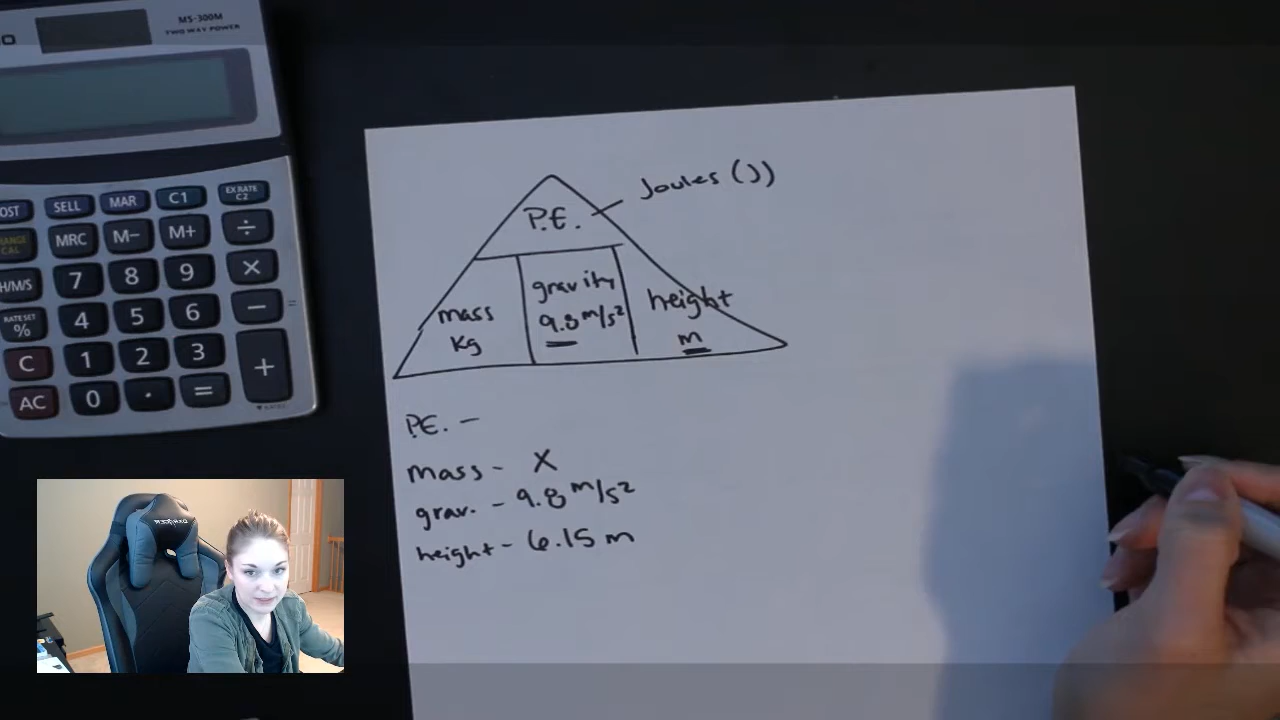 MS-300M
TWO WAY POWER
SELL
MAR
C1
EX RATE
C2
MRC
M−
M+
÷
H/M/S
7
8
9
×
RATE SET
%
4
5
6
−
=
C
1
2
3
+
AC
0
.
=
Joules (J)
P.E.
mass
kg
gravity
9.8 m/s²
height
m
P.E. –
mass – X
grav. – 9.8 m/s²
height – 6.15 m